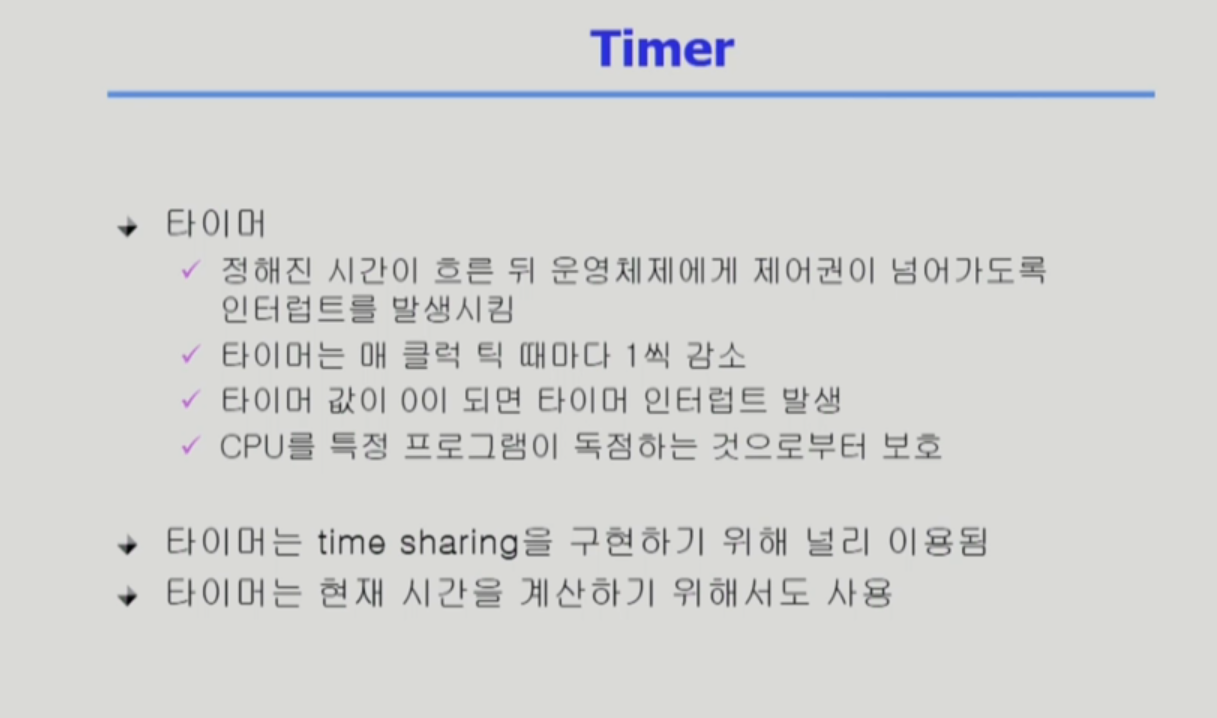 Timer
타이머
정해진 시간이 흐른 뒤 운영체제에게 제어권이 넘어가도록
인터럽트를 발생시킴
타이머는 매 클럭 틱 때마다 1씩 감소
타이머 값이 0이 되면 타이머 인터럽트 발생
CPU를 특정 프로그램이 독점하는 것으로부터 보호
타이머는 time sharing을 구현하기 위해 널리 이용됨
타이머는 현재 시간을 계산하기 위해서도 사용